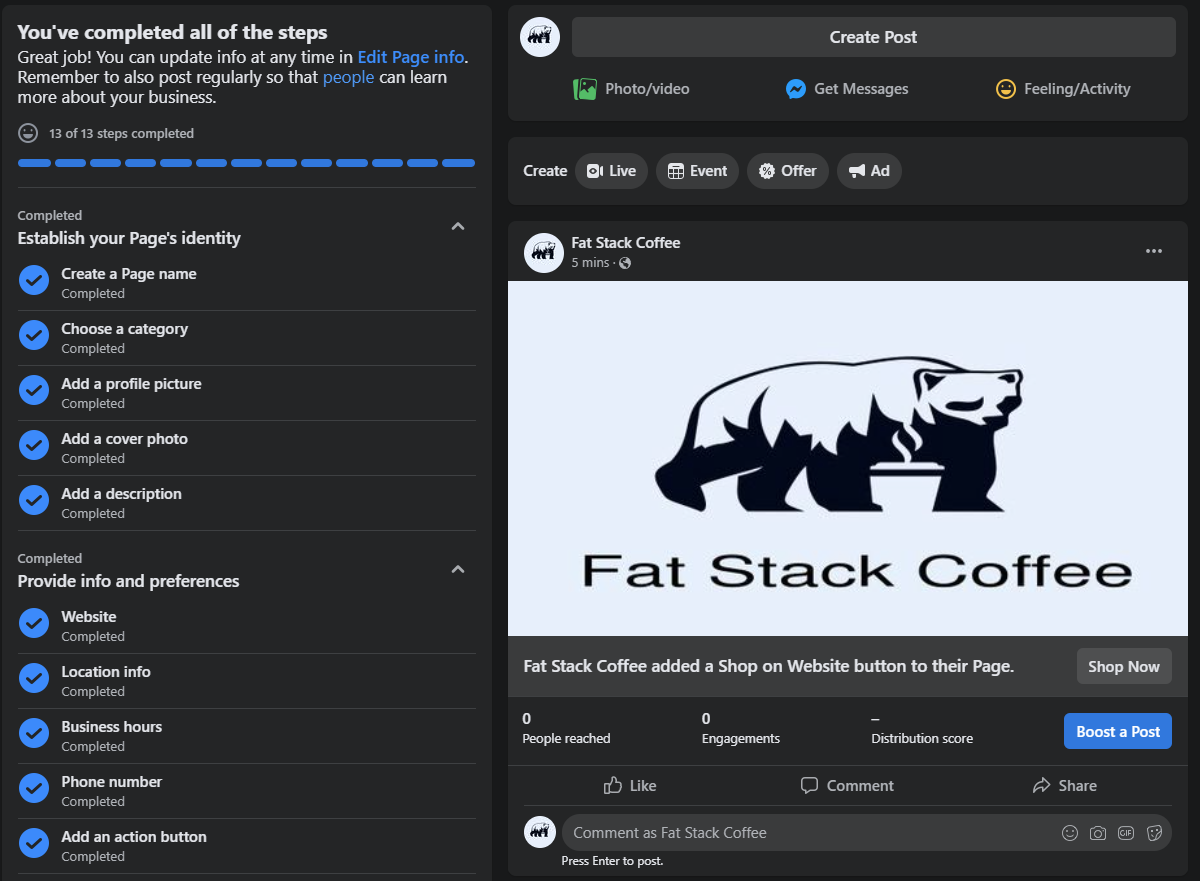 You've completed all of the steps
Great job! You can update info at any time in Edit Page info.
Remember to also post regularly so that people can learn
more about your business.
13 of 13 steps completed
Completed
Establish your Page's identity
Create a Page name
Completed
Choose a category
Completed
Add a profile picture
Completed
Add a cover photo
Completed
Add a description
Completed
Completed
Provide info and preferences
Website
Completed
Location info
Completed
Business hours
Completed
Phone number
Completed
Add an action button
Completed
Create Post
Photo/video
Get Messages
Feeling/Activity
Create
Live
Event
Offer
Ad
Fat Stack Coffee
5 mins ·
Fat Stack Coffee
Fat Stack Coffee added a Shop on Website button to their Page.
Shop Now
0
People reached
0
Engagements
–
Distribution score
Boost a Post
Like
Comment
Share
Comment as Fat Stack Coffee
GIF
Press Enter to post.